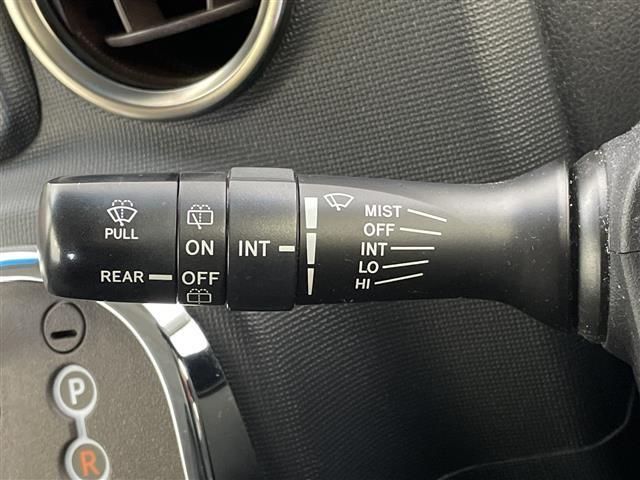 PULL
REAR
ON
OFF
INT
MIST
OFF
INT
LO
HI
P
R